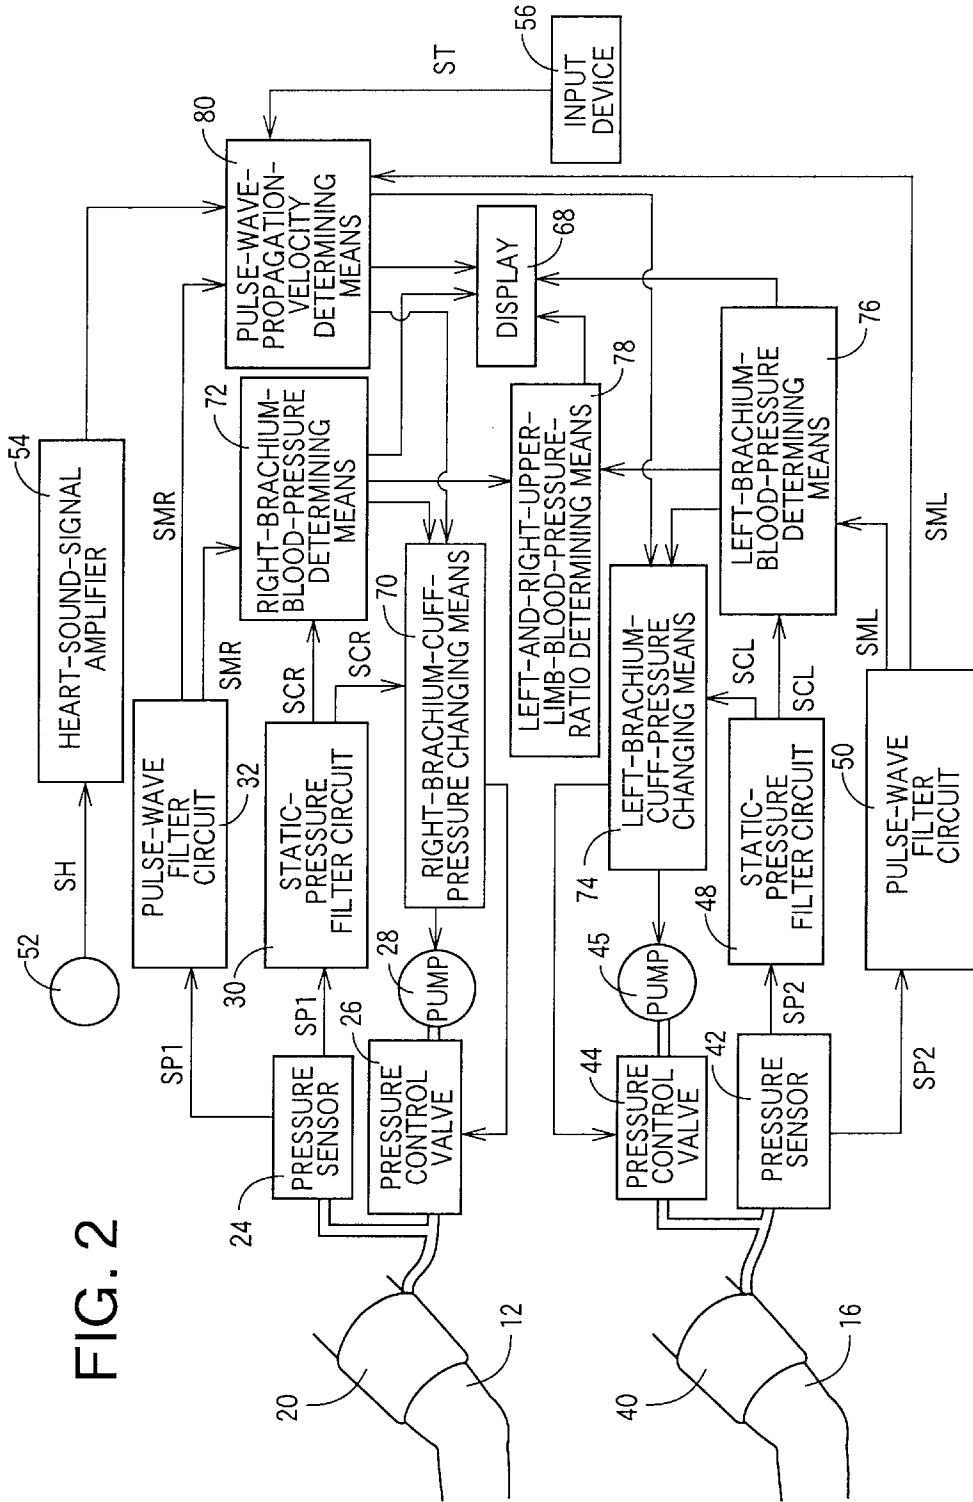 FIG. 2
52
SH
54
HEART-SOUND-SIGNAL
AMPLIFIER
SP1
PULSE-WAVE
FILTER
CIRCUIT
32
SMR
SMR
80
PULSE-WAVE-
PROPAGATION-
VELOCITY
DETERMINING
MEANS
ST
56
INPUT
DEVICE
24
PRESSURE
SENSOR
SP1
30
STATIC-
PRESSURE
FILTER CIRCUIT
SCR
SCR
72
RIGHT-BRACHIUM-
BLOOD-PRESSURE
DETERMINING
MEANS
20
12
26
PRESSURE
CONTROL
VALVE
28
PUMP
70
RIGHT-BRACHIUM-CUFF-
PRESSURE CHANGING MEANS
DISPLAY
68
LEFT-AND-RIGHT-UPPER-
LIMB-BLOOD-PRESSURE-
RATIO DETERMINING MEANS
78
44
PRESSURE
CONTROL
VALVE
45
PUMP
74
LEFT-BRACHIUM-
CUFF-PRESSURE
CHANGING MEANS
40
16
42
PRESSURE
SENSOR
SP2
48
STATIC-
PRESSURE
FILTER CIRCUIT
SCL
SCL
LEFT-BRACHIUM-
BLOOD-PRESSURE
DETERMINING
MEANS
76
SP2
50
PULSE-WAVE
FILTER
CIRCUIT
SML
SML